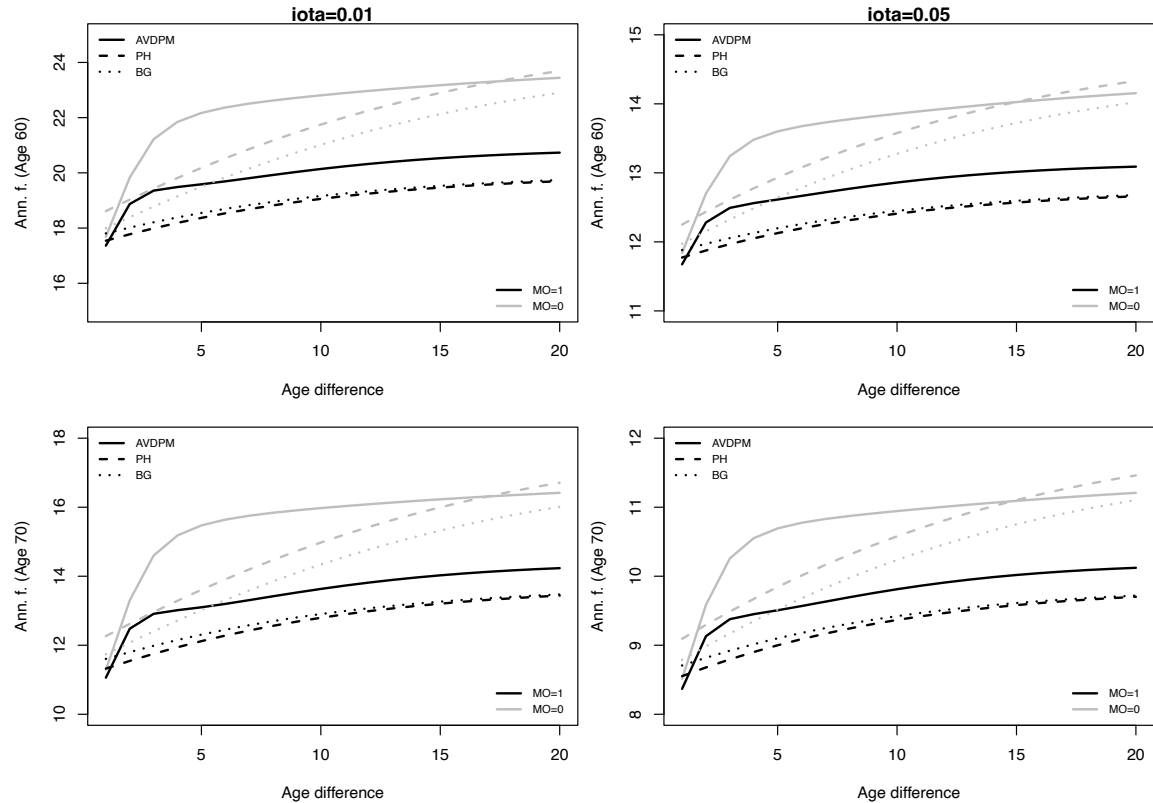 iota=0.01
AVDPM
PH
BG
MO=1
MO=0
Ann. f. (Age 60)
16
18
20
22
24
5
10
15
20
Age difference
iota=0.05
AVDPM
PH
BG
MO=1
MO=0
Ann. f. (Age 60)
11
12
13
14
15
5
10
15
20
Age difference
AVDPM
PH
BG
MO=1
MO=0
Ann. f. (Age 70)
10
12
14
16
18
5
10
15
20
Age difference
AVDPM
PH
BG
MO=1
MO=0
Ann. f. (Age 70)
8
9
10
11
12
5
10
15
20
Age difference